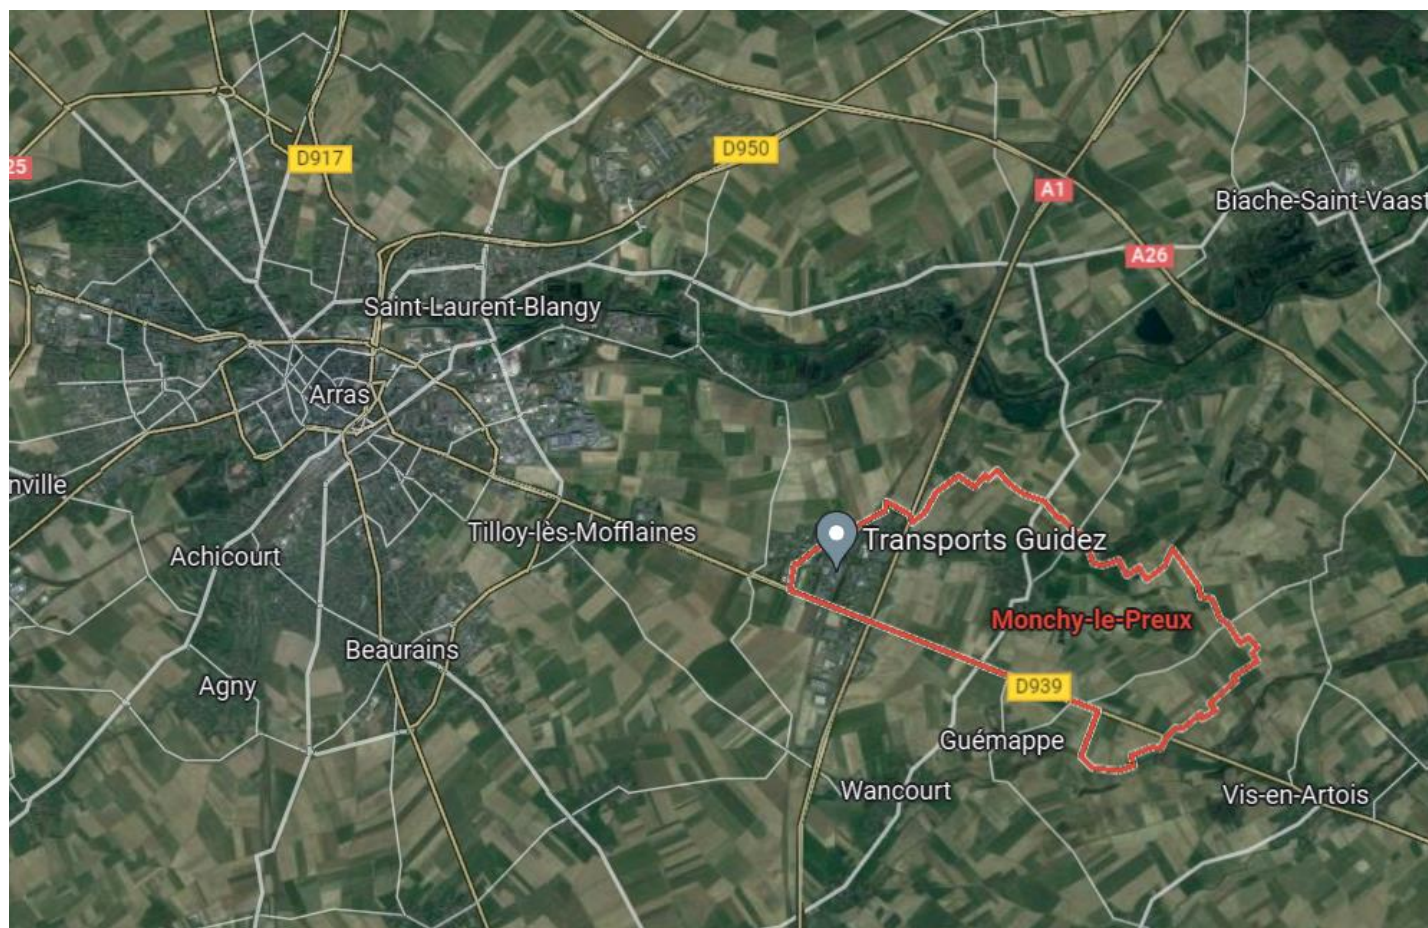 D917
D950
25
A1
Biache-Saint-Vaast
A26
Saint-Laurent-Blangy
Arras
nville
Tilloy-lès-Mofflaines
Transports Guidez
Achicourt
Monchy-le-Preux
Beaurains
Agny
D939
Guémappe
Wancourt
Vis-en-Artois